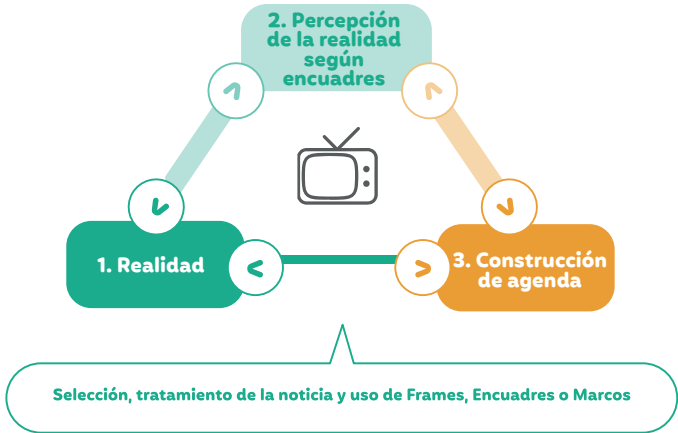 2. Percepción
de la realidad
según
encuadres
1. Realidad
3. Construcción
de agenda
Selección, tratamiento de la noticia y uso de Frames, Encuadres o Marcos